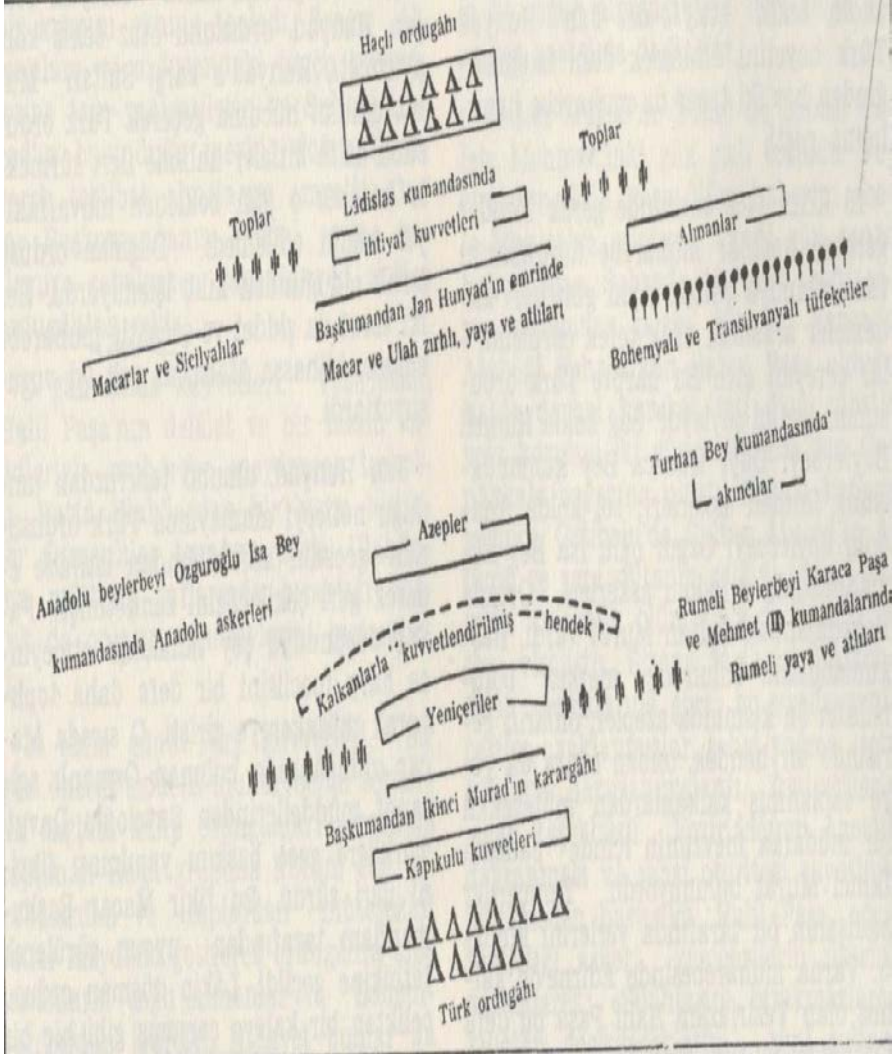 Haçlı ordugâhı
Toplar
Lâdislas kumandasında
ihtiyat kuvvetleri
Toplar
Almanlar
Macarlar ve Sicilyalılar
Başkumandan Jan Hunyad'ın emrinde
Macar ve Ulah zırhlı, yaya ve atlıları
Bohemyalı ve Transilvanyalı tüfekçiler
Turhan Bey kumandasında
akıncılar
Azepler
Anadolu beylerbeyi Ozguroğlu İsa Bey
kumandasında Anadolu askerleri
Rumeli Beylerbeyi Karaca Paşa
ve Mehmet (II) kumandalarında
Rumeli yaya ve atlıları
Kalkanlarla kuvvetlendirilmiş hendek
Yeniçeriler
Başkumandan İkinci Murad'ın karargâhı
Kapıkulu kuvvetleri
Türk ordugâhı